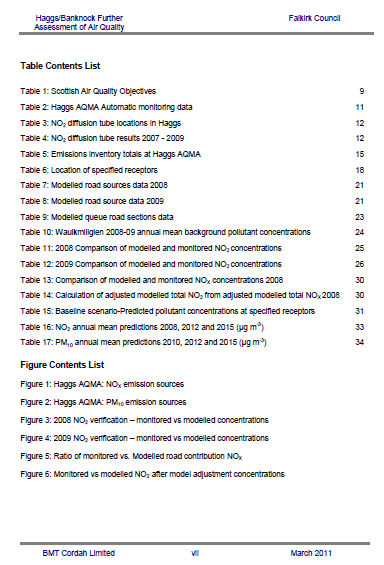 Haggs/Banknock Further Falkirk Council
Assessment of Air Quality
Table Contents List
Table 1: Scottish Air Quality Objectives 9
Table 2: Haggs AQMA Automatic monitoring data 11
Table 3: NO₂ diffusion tube locations in Haggs 12
Table 4: NO₂ diffusion tube results 2007 - 2009 12
Table 5: Emissions inventory totals at Haggs AQMA 15
Table 6: Location of specified receptors 18
Table 7: Modelled road sources data 2008 21
Table 8: Modelled road source data 2009 21
Table 9: Modelled queue road sections data 23
Table 10: Waulkmillglen 2008-09 annual mean background pollutant concentrations 24
Table 11: 2008 Comparison of modelled and monitored NO₂ concentrations 25
Table 12: 2009 Comparison of modelled and monitored NO₂ concentrations 26
Table 13: Comparison of modelled and monitored NOₓ concentrations 2008 30
Table 14: Calculation of adjusted modelled total NO₂ from adjusted modelled total NOₓ 2008 30
Table 15: Baseline scenario-Predicted pollutant concentrations at specified receptors 31
Table 16: NO₂ annual mean predictions 2008, 2012 and 2015 (µg m⁻³) 33
Table 17: PM₁₀ annual mean predictions 2010, 2012 and 2015 (µg m⁻³) 34
Figure Contents List
Figure 1: Haggs AQMA: NOₓ emission sources
Figure 2: Haggs AQMA: PM₁₀ emission sources
Figure 3: 2008 NO₂ verification – monitored vs modelled concentrations
Figure 4: 2009 NO₂ verification – monitored vs modelled concentrations
Figure 5: Ratio of monitored vs. Modelled road contribution NOₓ
Figure 6: Monitored vs modelled NO₂ after model adjustment concentrations
BMT Cordah Limited vii March 2011